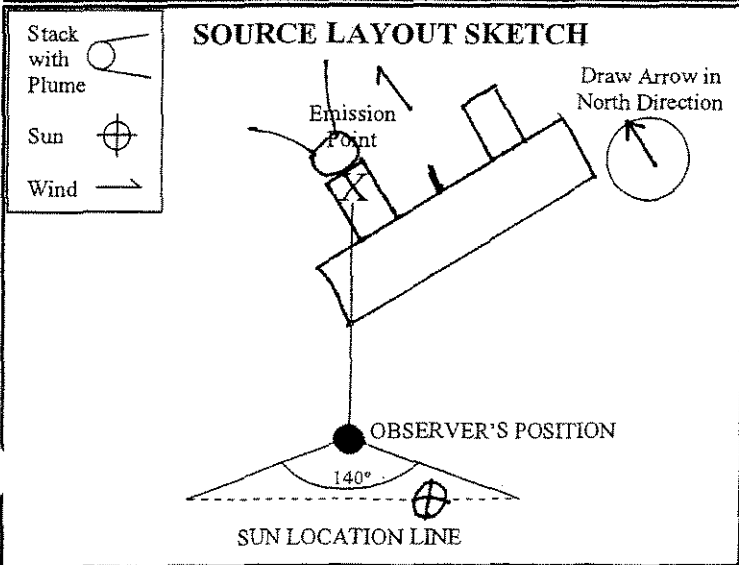 SOURCE LAYOUT SKETCH
Stack
with
Plume
Sun
Wind
Emission
Point
X
Draw Arrow in
North Direction
OBSERVER'S POSITION
140°
SUN LOCATION LINE